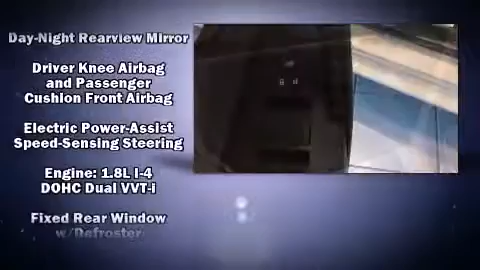 Day-Night Rearview Mirror
Driver Knee Airbag
and Passenger
Cushion Front Airbag
Electric Power-Assist
Speed-Sensing Steering
Engine: 1.8L I-4
DOHC Dual VVT-i
Fixed Rear Window
w/Defroster